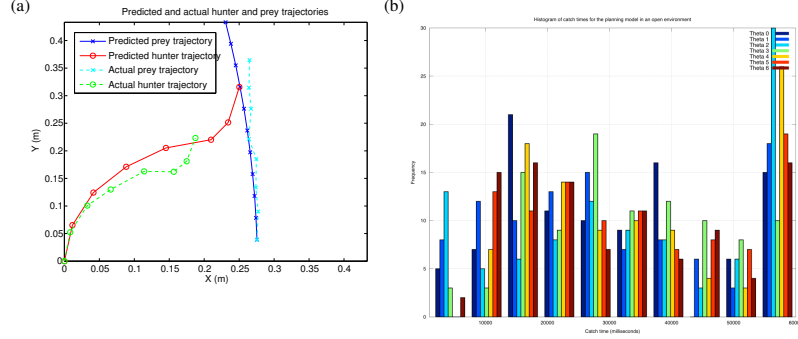 (a)
Predicted and actual hunter and prey trajectories
Predicted prey trajectory
Predicted hunter trajectory
Actual prey trajectory
Actual hunter trajectory
0.4
0.35
0.3
0.25
0.2
0.15
0.1
0.05
0
Y (m)
0 0.05 0.1 0.15 0.2 0.25 0.3 0.35 0.4
X (m)
(b)
Histogram of catch times for the planning model in an open environment
Theta 0
Theta 1
Theta 2
Theta 3
Theta 4
Theta 5
Theta 6
30
25
20
15
10
5
0
Frequency
10000 20000 30000 40000 50000 6000
Catch time (milliseconds)